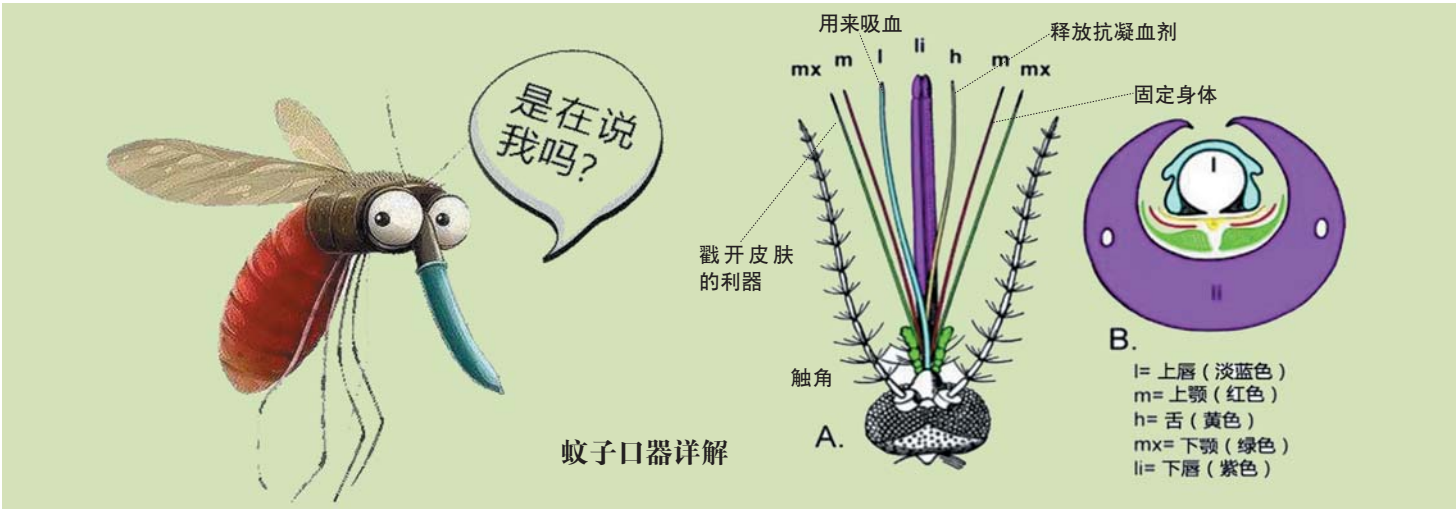 是在说
我吗?
用来吸血
释放抗凝血剂
固定身体
mx m l li h m mx
戳开皮肤
的利器
触角
A.
蚊子口器详解
l
li
B.
l= 上唇（淡蓝色）
m= 上颚（红色）
h= 舌（黄色）
mx= 下颚（绿色）
li= 下唇（紫色）